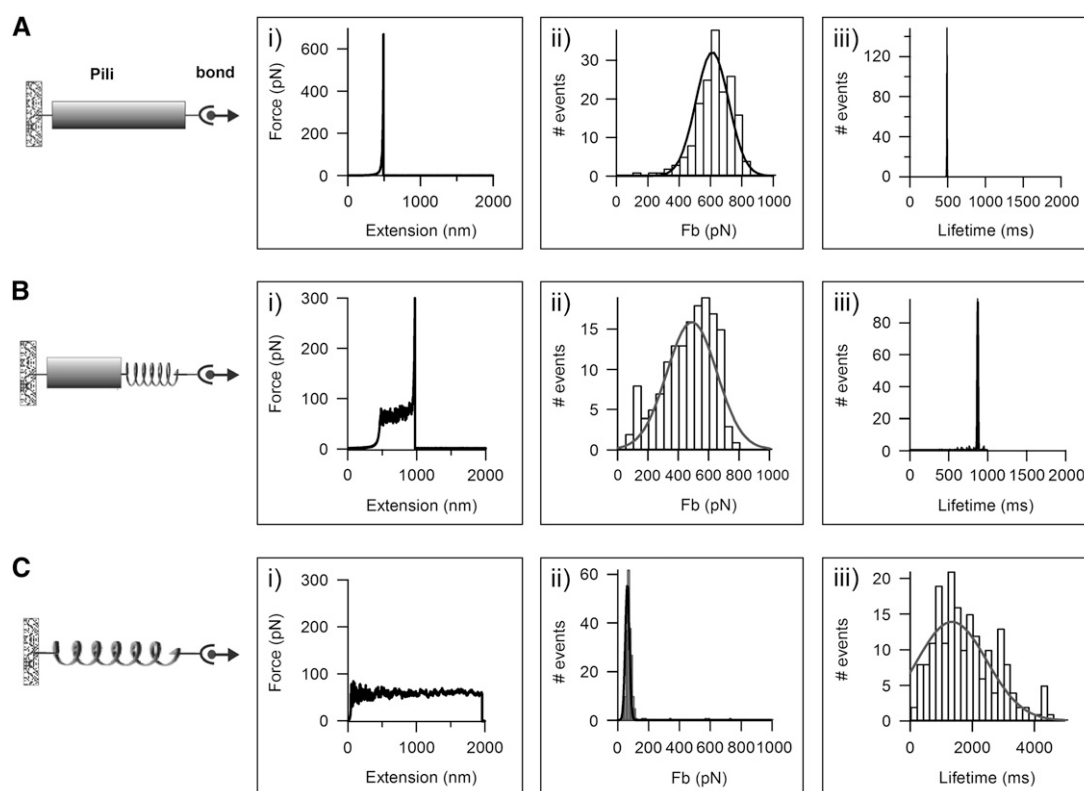 A
Pili
bond
i)
Force (pN)
600
400
200
0
0 1000 2000
Extension (nm)
ii)
# events
30
20
10
0
0 200 400 600 800 1000
Fb (pN)
iii)
# events
120
80
40
0
0 500 1000 1500 2000
Lifetime (ms)
B
i)
Force (pN)
300
200
100
0
0 1000 2000
Extension (nm)
ii)
# events
15
10
5
0
0 200 400 600 800 1000
Fb (pN)
iii)
# events
80
60
40
20
0
0 500 1000 1500 2000
Lifetime (ms)
C
i)
Force (pN)
300
200
100
0
0 1000 2000
Extension (nm)
ii)
# events
60
40
20
0
0 200 400 600 800 1000
Fb (pN)
iii)
# events
20
15
10
5
0
0 2000 4000
Lifetime (ms)